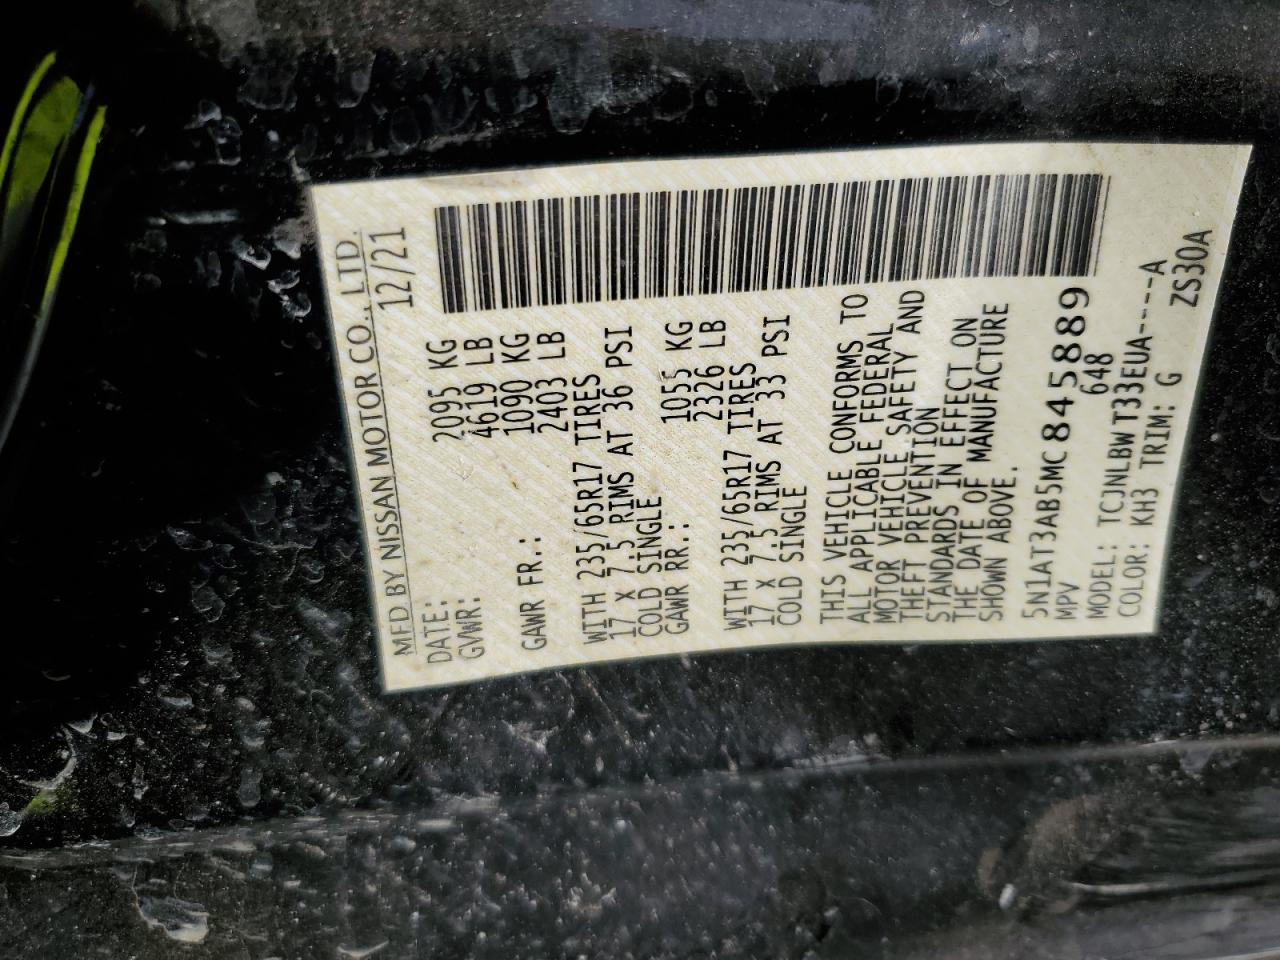 MFD BY NISSAN MOTOR CO., LTD.
DATE: 12/21
GVWR: 2095 KG
4619 LB
GAWR FR.: 1090 KG
2403 LB
WITH 235/65R17 TIRES
17 X 7.5 RIMS AT 36 PSI
COLD SINGLE
GAWR RR.: 1055 KG
2326 LB
WITH 235/65R17 TIRES
17 X 7.5 RIMS AT 33 PSI
COLD SINGLE
THIS VEHICLE CONFORMS TO
ALL APPLICABLE FEDERAL
MOTOR VEHICLE SAFETY AND
THEFT PREVENTION
STANDARDS IN EFFECT ON
THE DATE OF MANUFACTURE
SHOWN ABOVE.
5N1AT3AB5MC845889
MPV 648
MODEL: TCJNLBWT33EUA-----A
COLOR: KH3 TRIM: G ZS30A